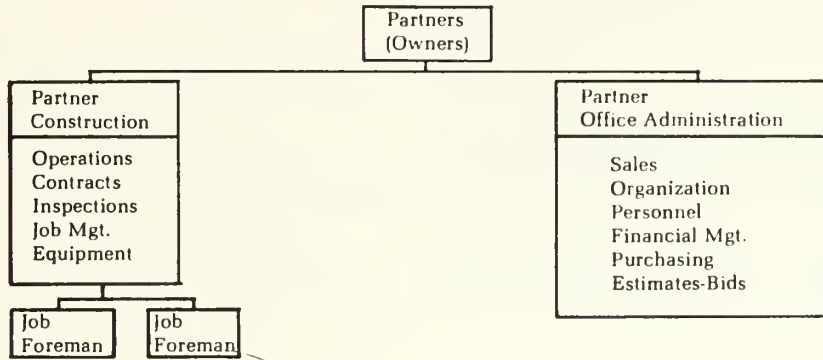 Partners
(Owners)
Partner
Construction
Operations
Contracts
Inspections
Job Mgt.
Equipment
Job
Foreman
Job
Foreman
Partner
Office Administration
Sales
Organization
Personnel
Financial Mgt.
Purchasing
Estimates-Bids